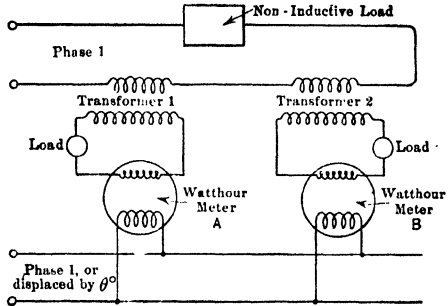 Non-Inductive Load
Phase 1
Transformer 1
Transformer 2
Load
Load
Watthour
Meter
A
Watthour
Meter
B
Phase 1, or
displaced by θ°